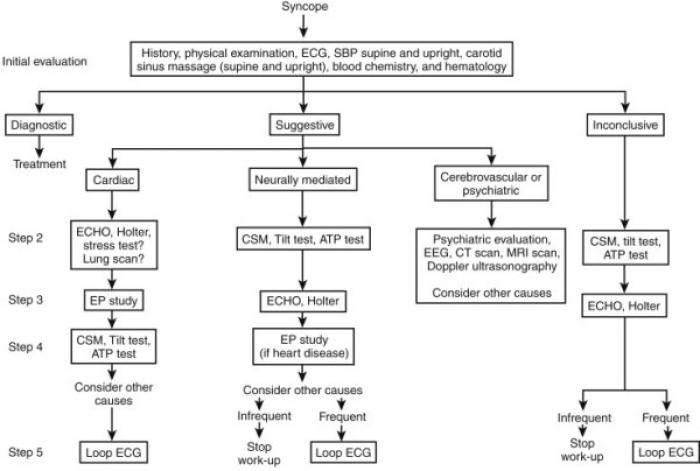 Syncope
Initial evaluation
History, physical examination, ECG, SBP supine and upright, carotid
sinus massage (supine and upright), blood chemistry, and hematology
Diagnostic
Suggestive
Inconclusive
Treatment
Cardiac
Neurally mediated
Cerebrovascular or
psychiatric
Step 2
ECHO, Holter,
stress test?
Lung scan?
CSM, Tilt test, ATP test
Psychiatric evaluation,
EEG, CT scan, MRI scan,
Doppler ultrasonography
Consider other causes
CSM, tilt test,
ATP test
Step 3
EP study
ECHO, Holter
ECHO, Holter
Step 4
CSM, Tilt test,
ATP test
EP study
(if heart disease)
Consider other
causes
Consider other causes
Infrequent
Frequent
Infrequent
Frequent
Step 5
Loop ECG
Stop
work-up
Loop ECG
Stop
work-up
Loop ECG